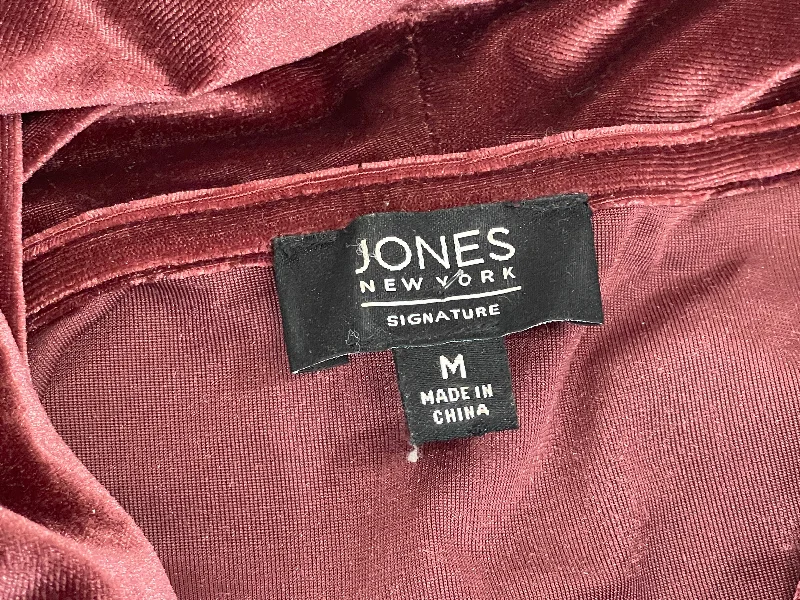 JONES
NEW YORK
SIGNATURE
M
MADE IN
CHINA